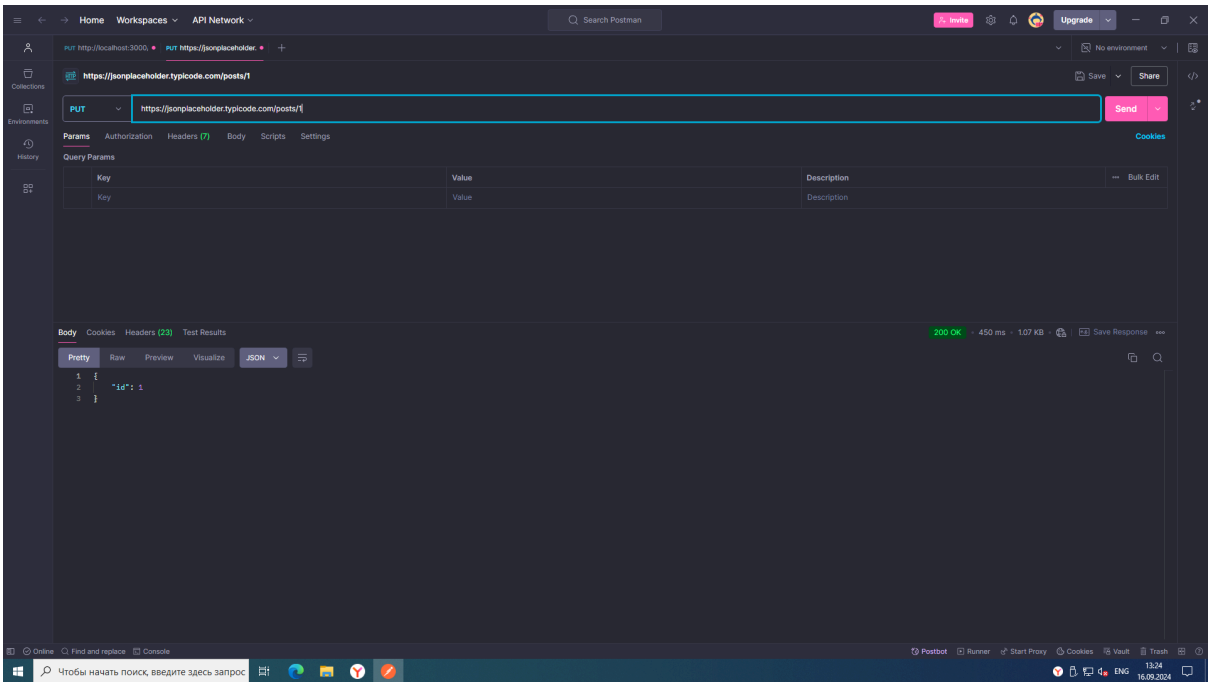 Home Workspaces API Network Search Postman Invite Upgrade
PUT http://localhost:3000, PUT https://jsonplaceholder. + No environment
https://jsonplaceholder.typicode.com/posts/1 Save Share
Collections
PUT https://jsonplaceholder.typicode.com/posts/1 Send
Environments
Params Authorization Headers (7) Body Scripts Settings Cookies
History
Query Params
Key Value Description Bulk Edit
Key Value Description
Body Cookies Headers (23) Test Results 200 OK 450 ms 1.07 KB Save Response
Pretty Raw Preview Visualize JSON
1 {
2 "id": 1
3 }
Online Find and replace Console Postbot Runner Start Proxy Cookies Vault Trash
Чтобы начать поиск, введите здесь запрос ENG 13:24
16.09.2024